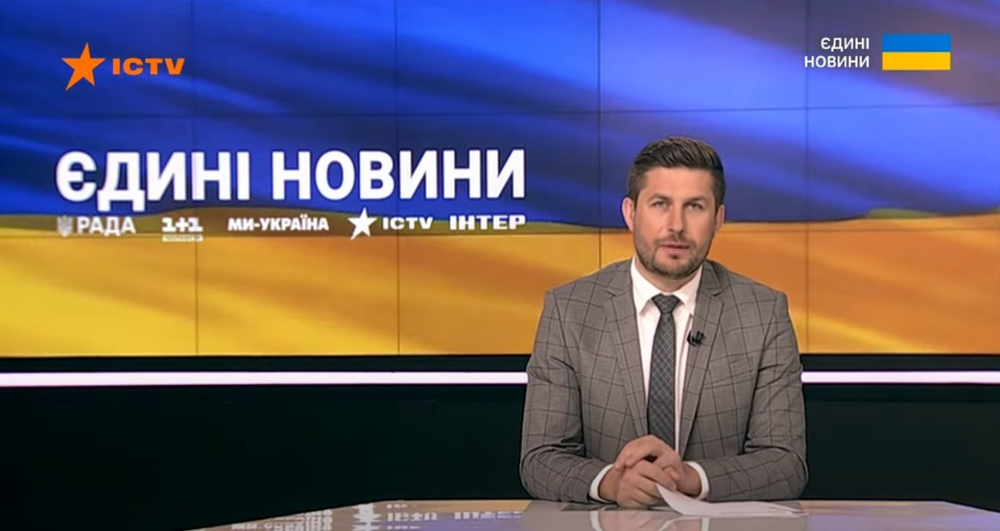 ICTV
ЄДИНІ
НОВИНИ
ЄДИНІ НОВИНИ
РАДА 1+1 МИ-УКРАЇНА ICTV ІНТЕР